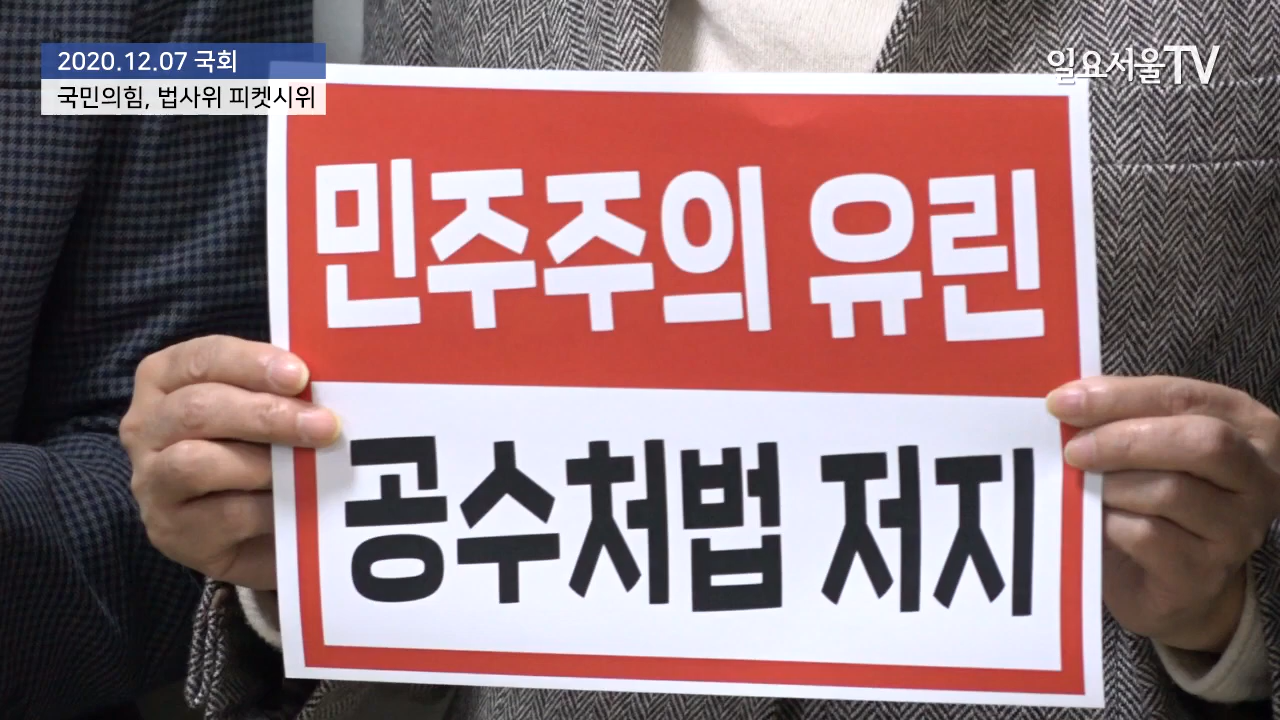 2020.12.07 국회
국민의힘, 법사위 피켓시위
일요서울TV
민주주의 유린
공수처법 저지